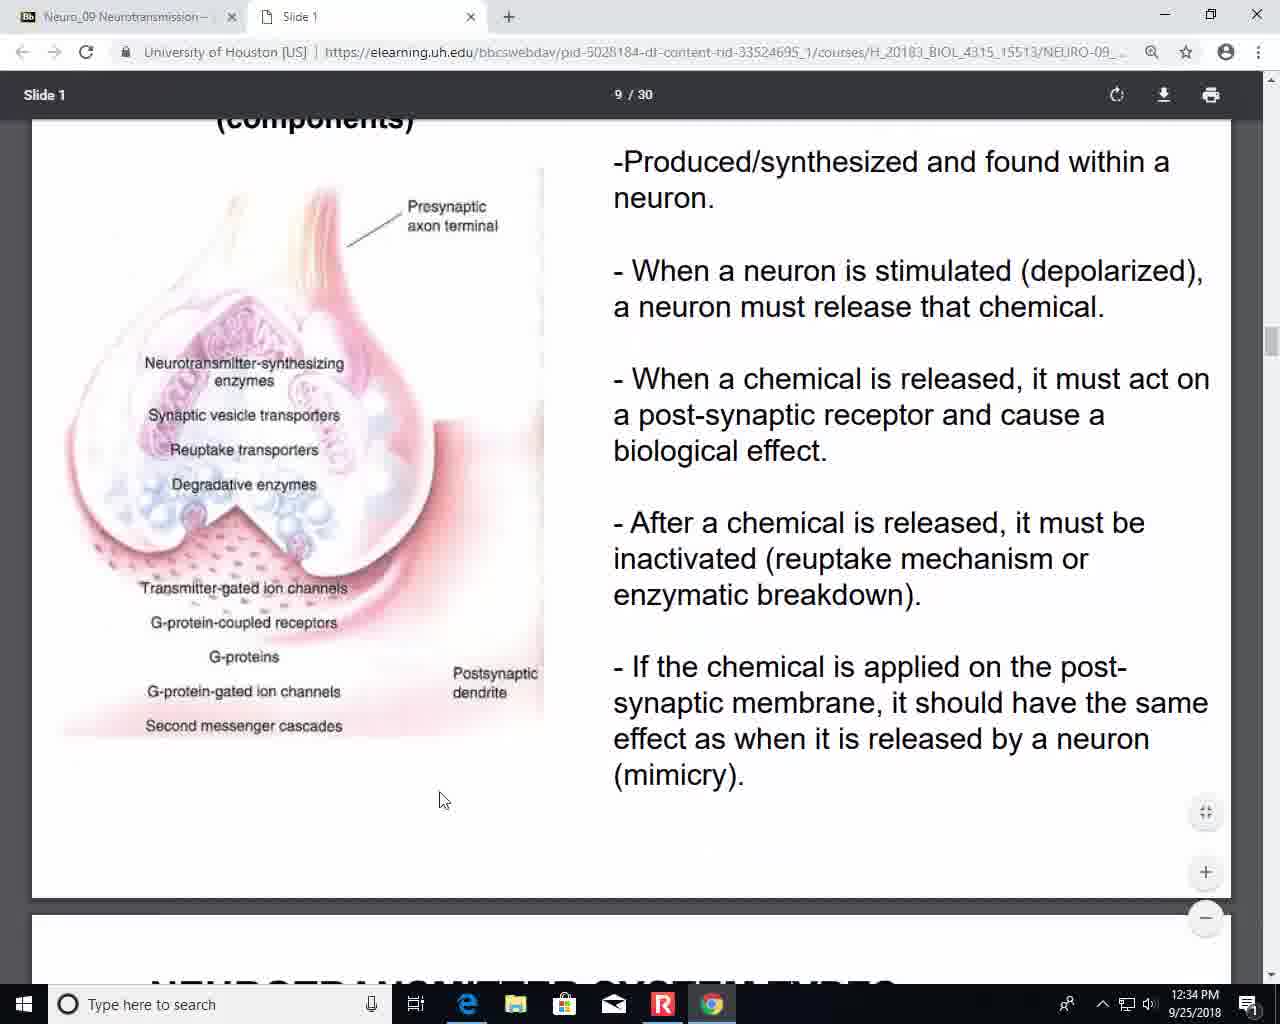 Neuro_09 Neurotransmission –
Slide 1
University of Houston [US] | https://elearning.uh.edu/bbcswebdav/pid-5028184-dt-content-rid-33524695_1/courses/H_20183_BIOL_4315_15513/NEURO-09_...
Slide 1
9 / 30
(components)
Presynaptic
axon terminal
Neurotransmitter-synthesizing
enzymes
Synaptic vesicle transporters
Reuptake transporters
Degradative enzymes
Transmitter-gated ion channels
G-protein-coupled receptors
G-proteins
G-protein-gated ion channels
Second messenger cascades
Postsynaptic
dendrite
-Produced/synthesized and found within a
neuron.
- When a neuron is stimulated (depolarized),
a neuron must release that chemical.
- When a chemical is released, it must act on
a post-synaptic receptor and cause a
biological effect.
- After a chemical is released, it must be
inactivated (reuptake mechanism or
enzymatic breakdown).
- If the chemical is applied on the post-
synaptic membrane, it should have the same
effect as when it is released by a neuron
(mimicry).
NEUROTRANSMITTER SYSTEM TYPES
Type here to search
12:34 PM
9/25/2018